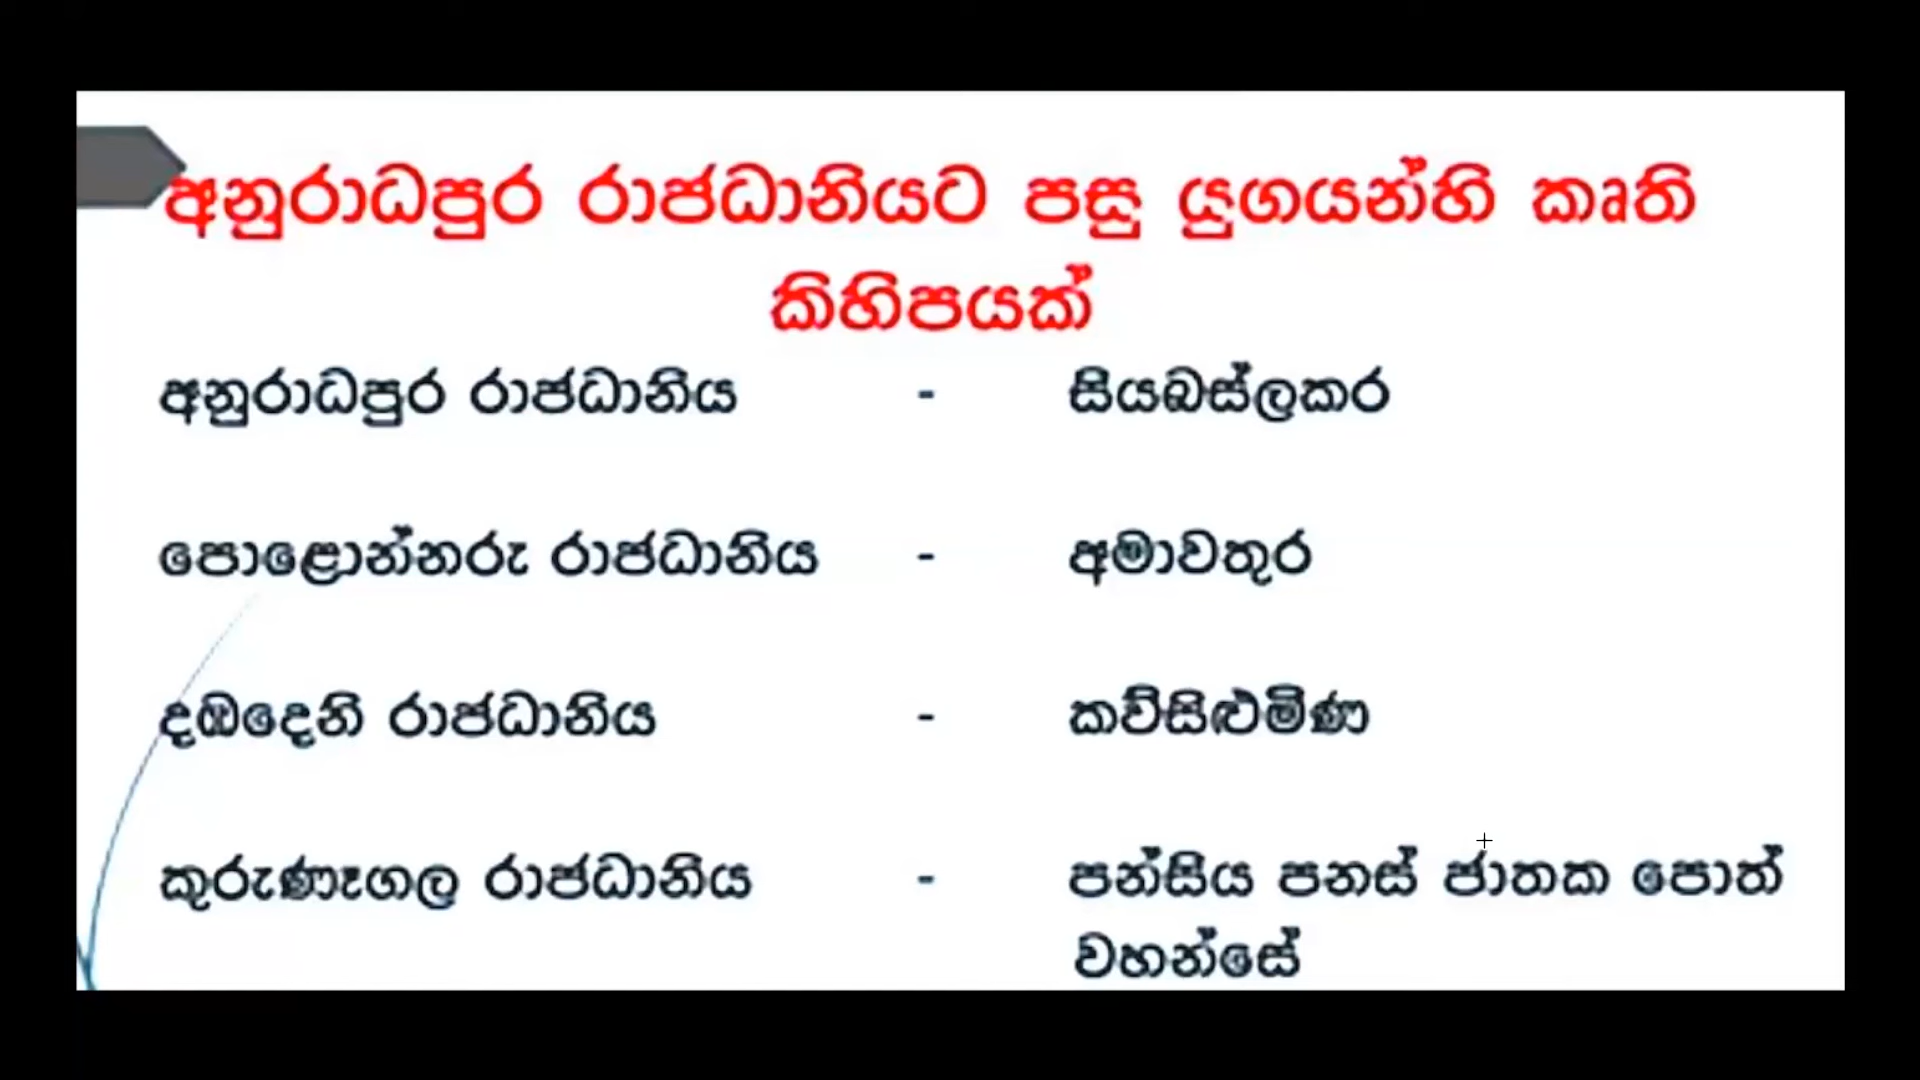 අනුරාධපුර රාජධානියට පසු යුගයන්හි කෘති
කිහිපයක්
අනුරාධපුර රාජධානිය - සියබස්ලකර
පොළොන්නරු රාජධානිය - අමාවතුර
දඹදෙනි රාජධානිය - කව්සිළුමිණ
කුරුණෑගල රාජධානිය - පන්සිය පනස් ජාතක පොත්
වහන්සේ